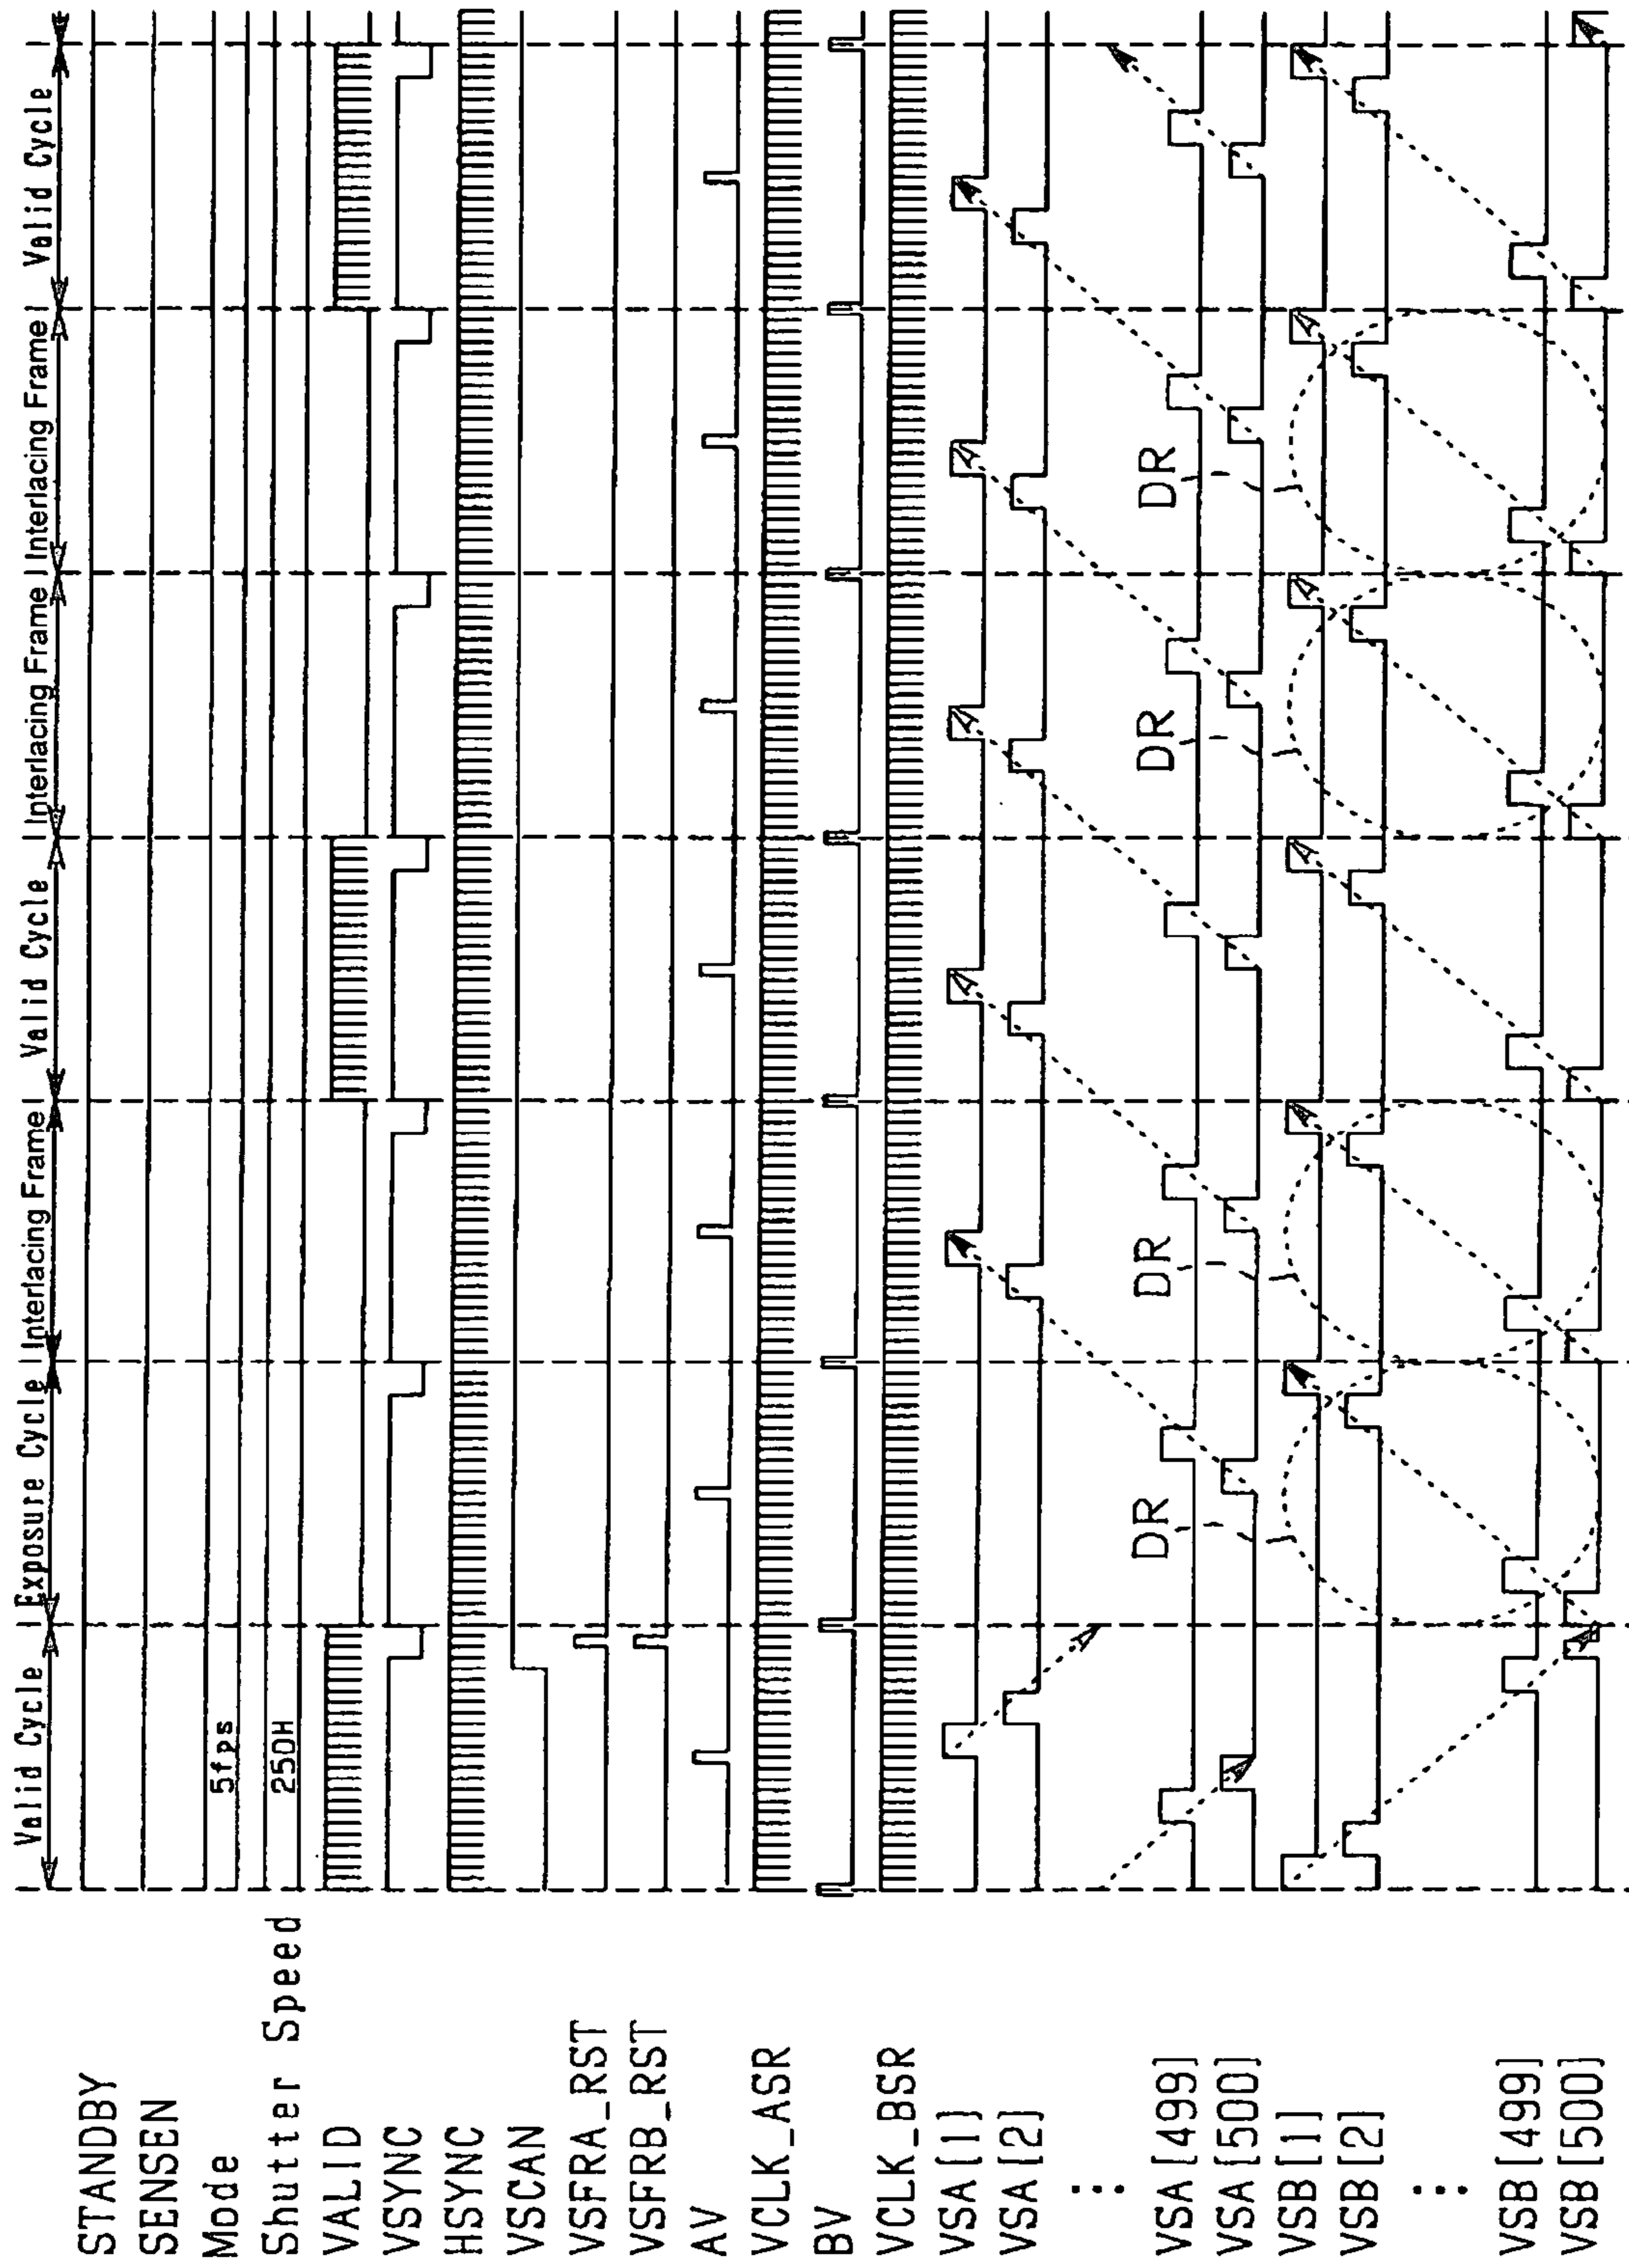 Valid Cycle
Exposure Cycle
Interlacing Frame
Valid Cycle
Interlacing Frame
Interlacing Frame
Valid Cycle
STANDBY
SENSEN
Mode
5fps
Shutter Speed
250H
VALID
VSYNC
HSYNC
VSCAN
VSFRA_RST
VSFRB_RST
AV
VCLK_ASR
BV
VCLK_BSR
VSA[1]
VSA[2]
⋮
VSA[499]
DR
DR
DR
DR
VSA[500]
VSB[1]
VSB[2]
⋮
VSB[499]
VSB[500]